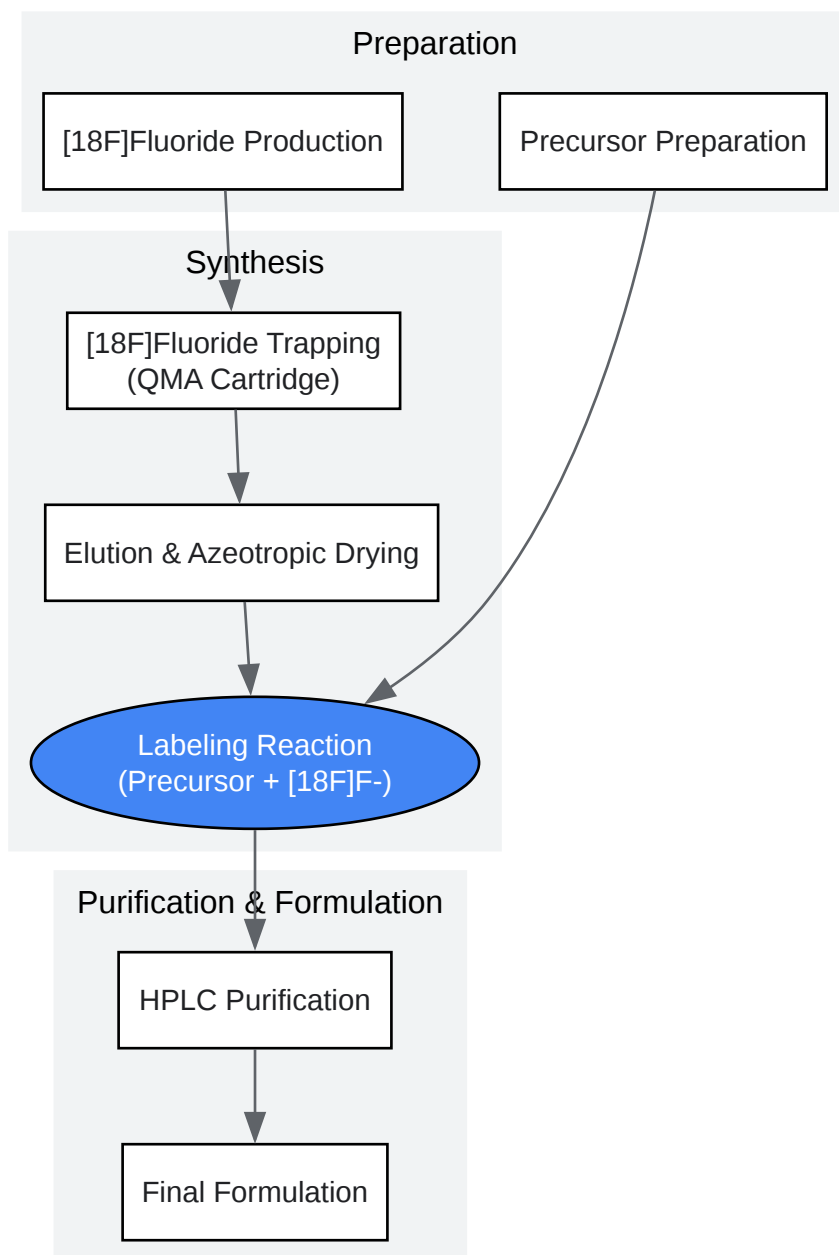 Preparation
[18F]Fluoride Production
Precursor Preparation
Synthesis
[18F]Fluoride Trapping
(QMA Cartridge)
Elution & Azeotropic Drying
Labeling Reaction
(Precursor + [18F]F-)
Purification & Formulation
HPLC Purification
Final Formulation